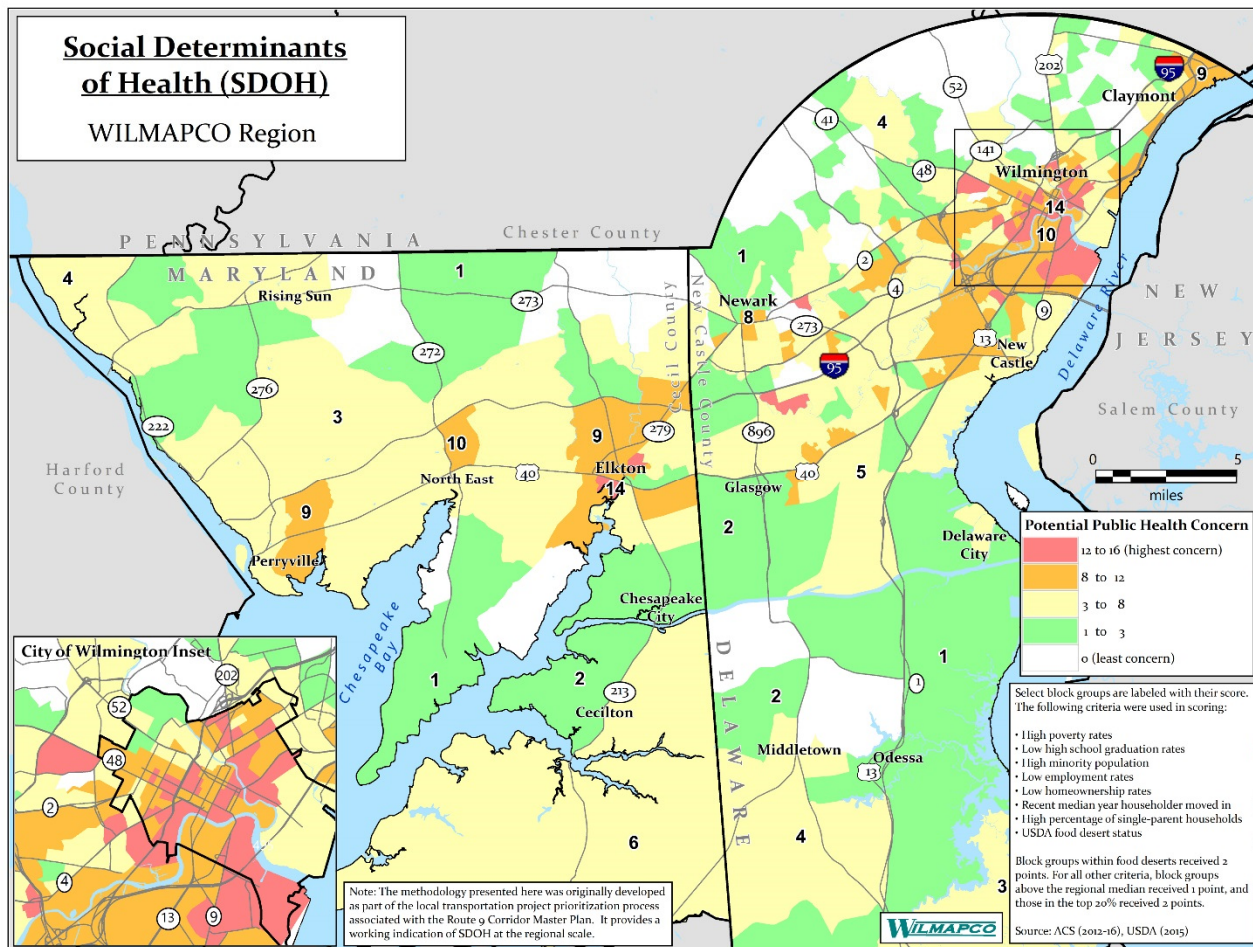 Social Determinants
of Health (SDOH)
WILMAPCO Region
202
95
9
52
Claymont
41
4
141
48
Wilmington
14
10
PENNSYLVANIA
Chester County
MARYLAND
4
1
1
2
Rising Sun
273
Newark
8
273
4
9
NEW
JERSEY
Cecil County
New Castle County
13
New
Castle
Delaware River
272
95
276
Salem County
222
3
10
9
279
896
Harford
County
North East
40
Elkton
14
Glasgow
40
5
0 5
miles
9
Perryville
2
Delaware
City
Potential Public Health Concern
12 to 16 (highest concern)
8 to 12
3 to 8
1 to 3
0 (least concern)
Chesapeake
City
Chesapeake
Bay
DELAWARE
1
2
213
Cecilton
2
1
1
Middletown
Odessa
13
6
4
3
City of Wilmington Inset
202
52
48
2
4
13
9
Note: The methodology presented here was originally developed
as part of the local transportation project prioritization process
associated with the Route 9 Corridor Master Plan. It provides a
working indication of SDOH at the regional scale.
Select block groups are labeled with their score.
The following criteria were used in scoring:
• High poverty rates
• Low high school graduation rates
• High minority population
• Low employment rates
• Low homeownership rates
• Recent median year householder moved in
• High percentage of single-parent households
• USDA food desert status
Block groups within food deserts received 2
points. For all other criteria, block groups
above the regional median received 1 point, and
those in the top 20% received 2 points.
Source: ACS (2012-16), USDA (2015)
WILMAPCO